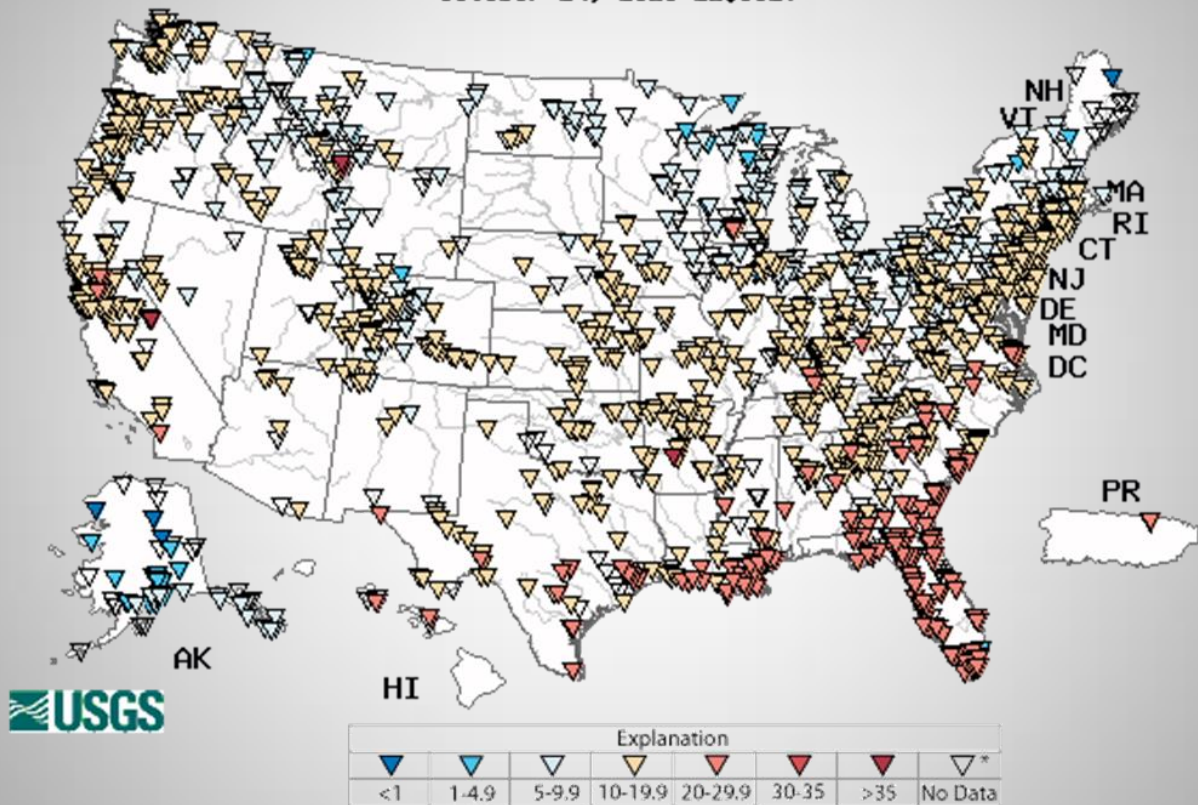 NH
VT
MA
RI
CT
NJ
DE
MD
DC
PR
AK
HI
USGS
Explanation
<1 1-4.9 5-9.9 10-19.9 20-29.9 30-35 >35 No Data *